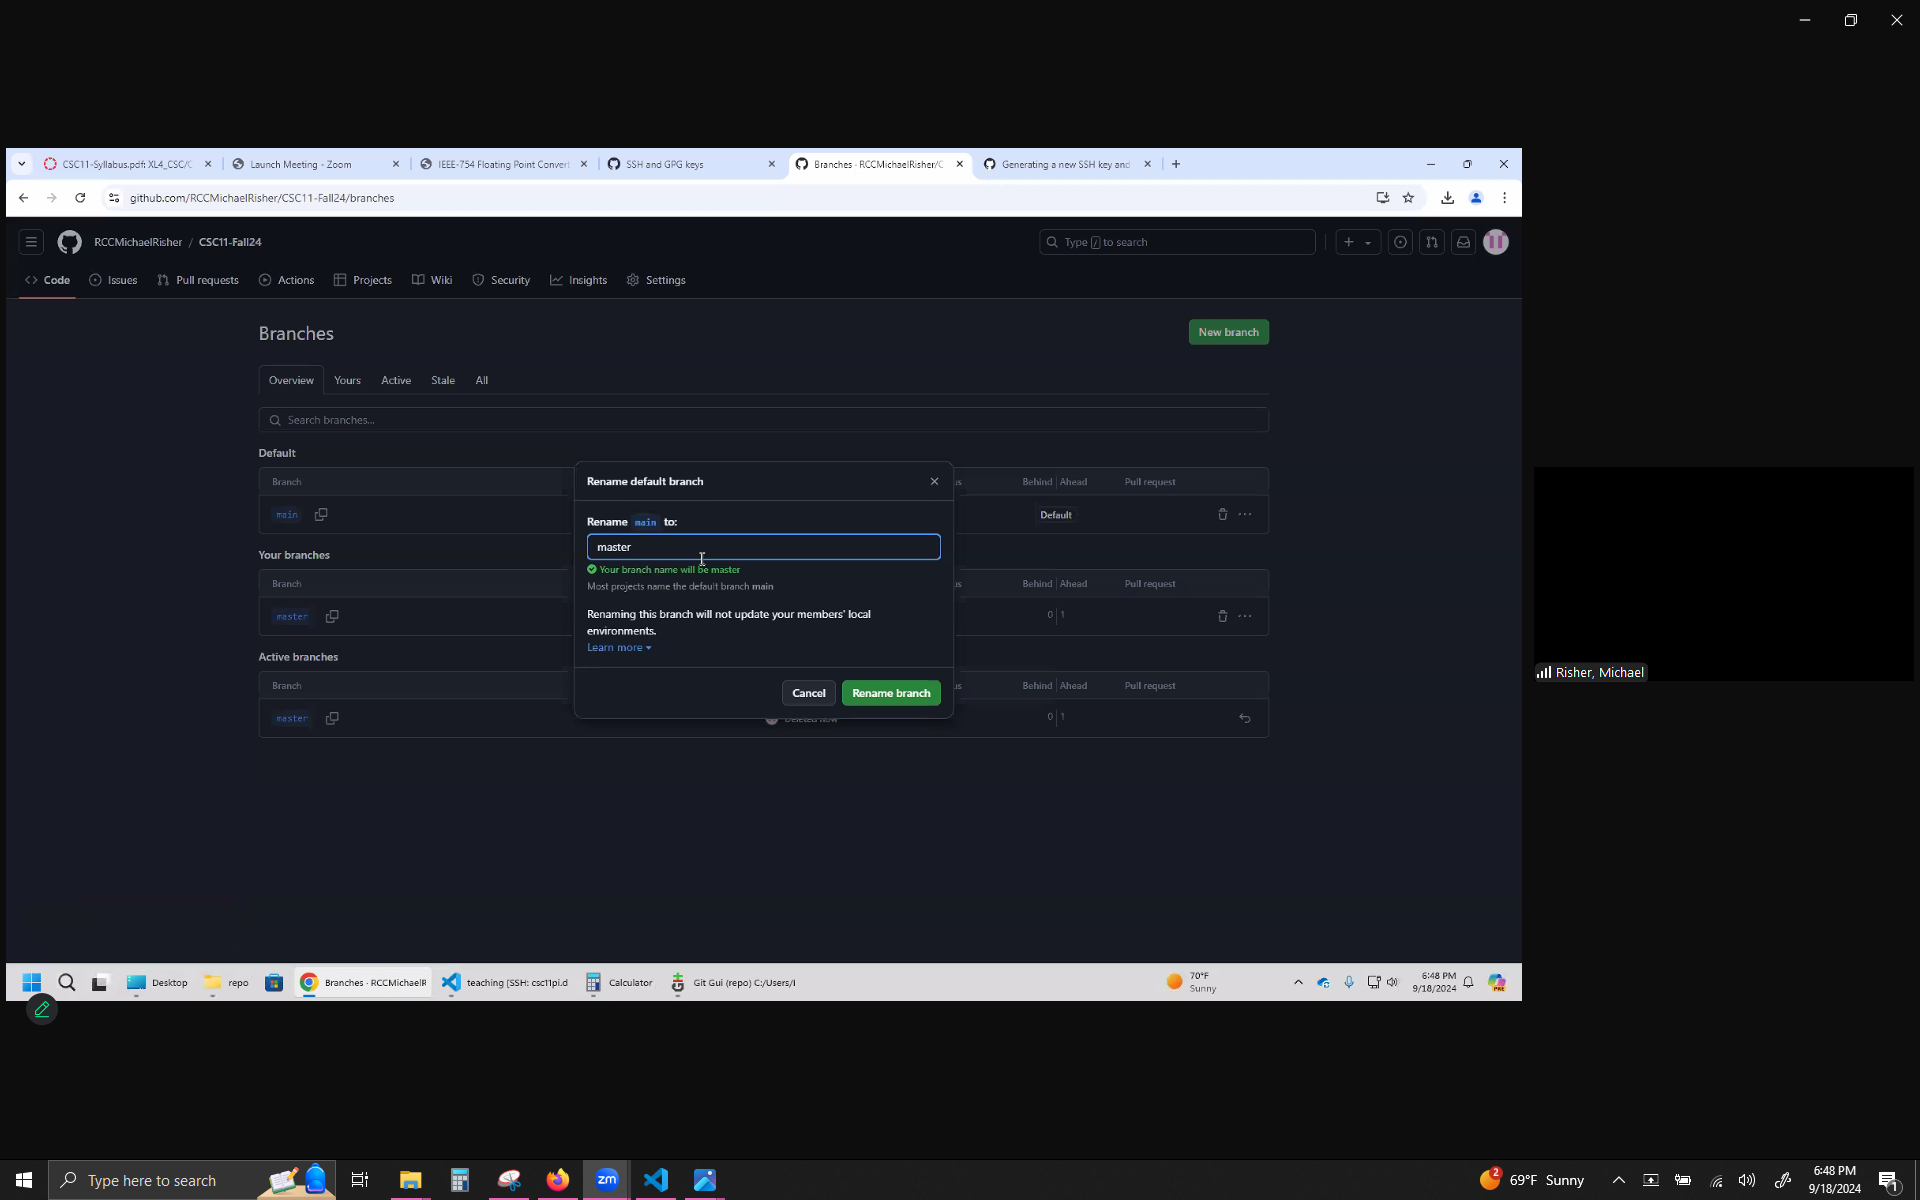 CSC11-Syllabus.pdf: XL4_CSC/C
Launch Meeting - Zoom
IEEE-754 Floating Point Convert
SSH and GPG keys
Branches · RCCMichaelRisher/C
Generating a new SSH key and
github.com/RCCMichaelRisher/CSC11-Fall24/branches
RCCMichaelRisher / CSC11-Fall24
Type / to search
Code
Issues
Pull requests
Actions
Projects
Wiki
Security
Insights
Settings
Branches
New branch
Overview
Yours
Active
Stale
All
Search branches...
Default
Branch
Behind
Ahead
Pull request
main
Default
Rename default branch
Rename main to:
master
Your branch name will be master
Most projects name the default branch main
Renaming this branch will not update your members' local
environments.
Learn more
Cancel
Rename branch
Your branches
Branch
us
Behind
Ahead
Pull request
master
0
1
Active branches
Branch
us
Behind
Ahead
Pull request
master
Deleted now
0
1
Risher, Michael
Desktop
repo
Branches · RCCMichaelR
teaching [SSH: csc11pi.d
Calculator
Git Gui (repo) C:/Users/I
70°F
Sunny
6:48 PM
9/18/2024
PRE
Type here to search
zm
2
69°F Sunny
6:48 PM
9/18/2024
1